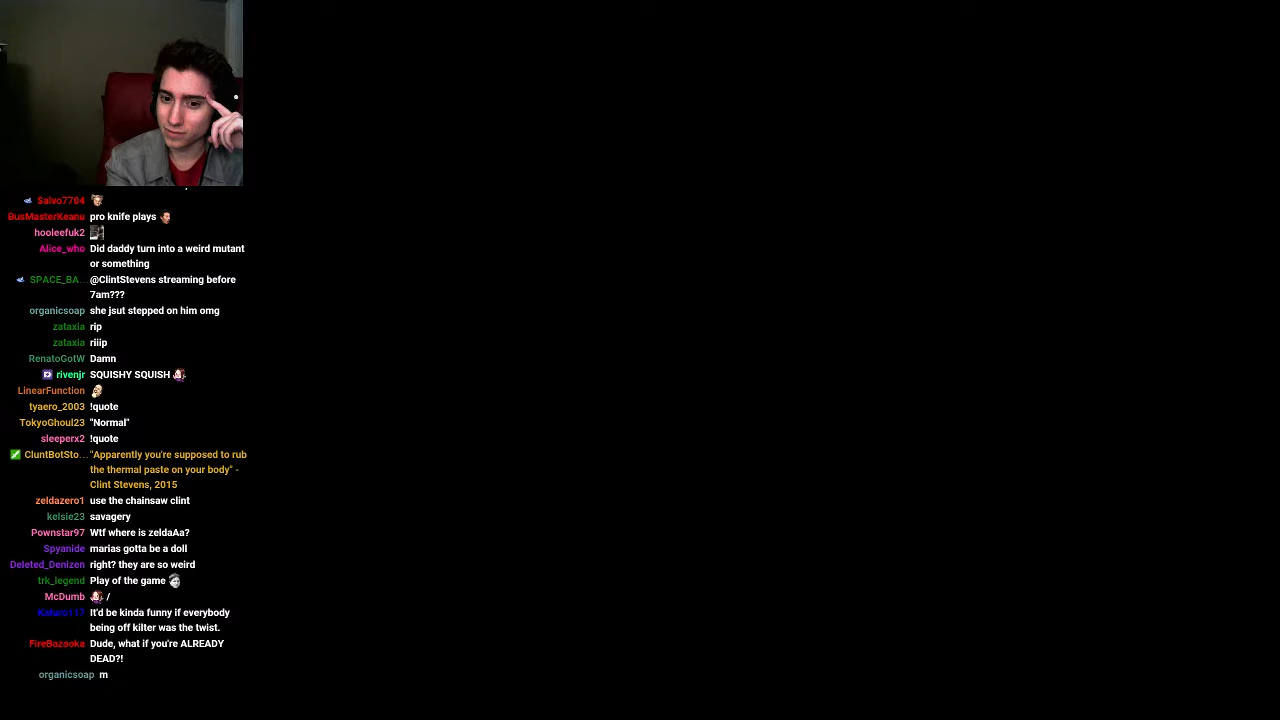 Salvo7704
BusMasterKeanu pro knife plays
hooleefuk2
Alice_who Did daddy turn into a weird mutant
or something
SPACE_BA... @ClintStevens streaming before
7am???
organicsoap she jsut stepped on him omg
zataxia rip
zataxia riiip
RenatoGotW Damn
rivenjr SQUISHY SQUISH
LinearFunction
tyaero_2003 !quote
TokyoGhoul23 "Normal"
sleeperx2 !quote
CluntBotSto... "Apparently you're supposed to rub
the thermal paste on your body" -
Clint Stevens, 2015
zeldazero1 use the chainsaw clint
kelsie23 savagery
Pownstar97 Wtf where is zeldaAa?
Spyanide marias gotta be a doll
Deleted_Denizen right? they are so weird
trk_legend Play of the game
McDumb /
It'd be kinda funny if everybody
being off kilter was the twist.
FireBazooka Dude, what if you're ALREADY
DEAD?!
organicsoap m